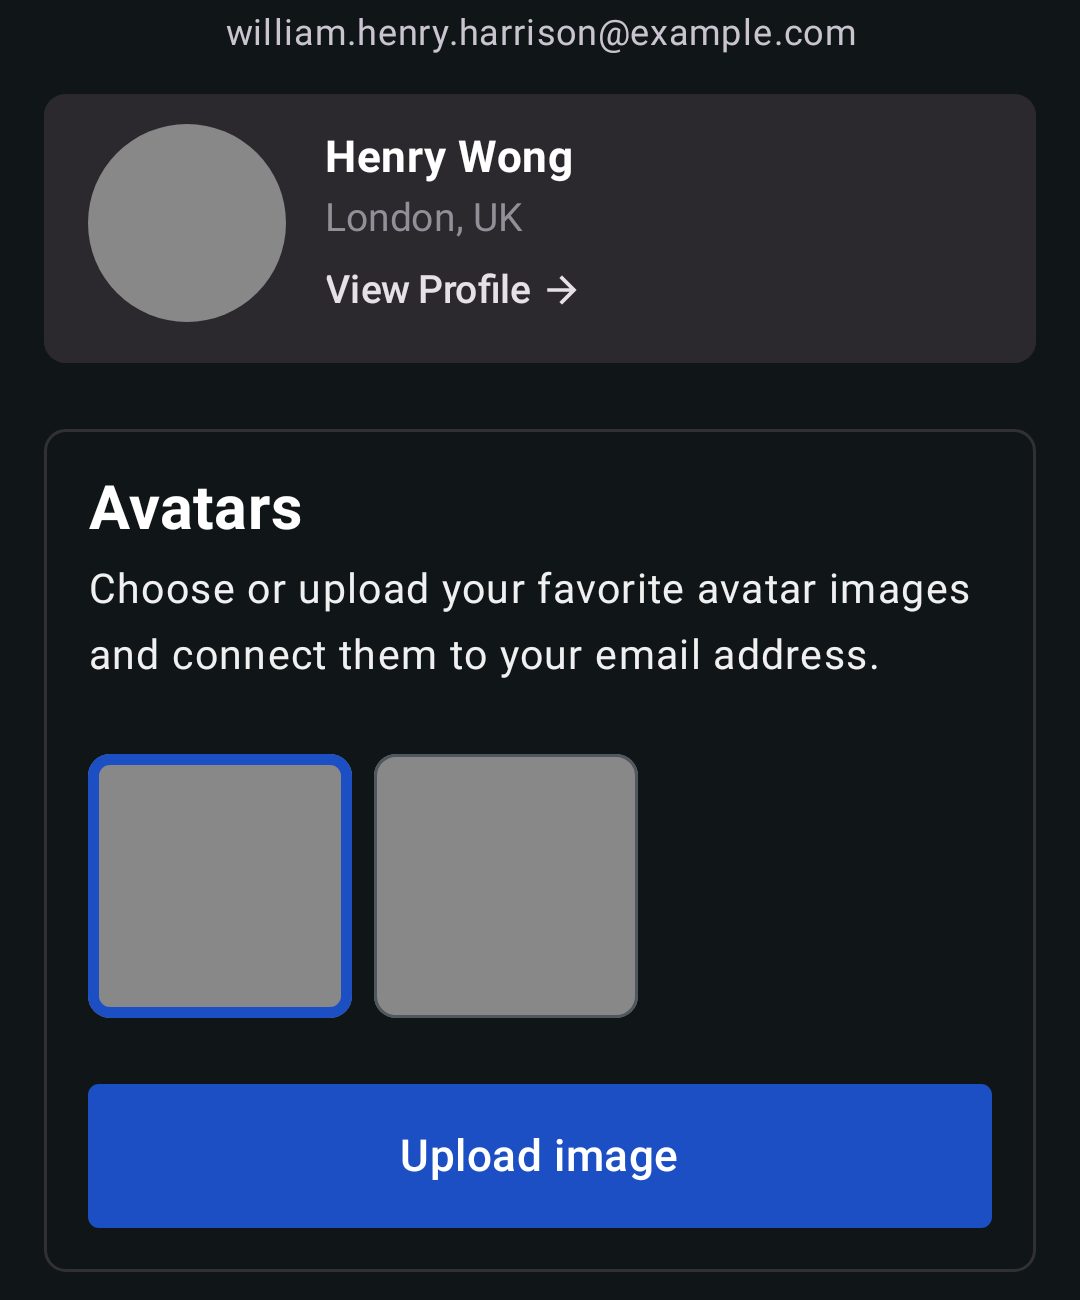 william.henry.harrison@example.com
Henry Wong
London, UK
View Profile →
Avatars
Choose or upload your favorite avatar images
and connect them to your email address.
Upload image